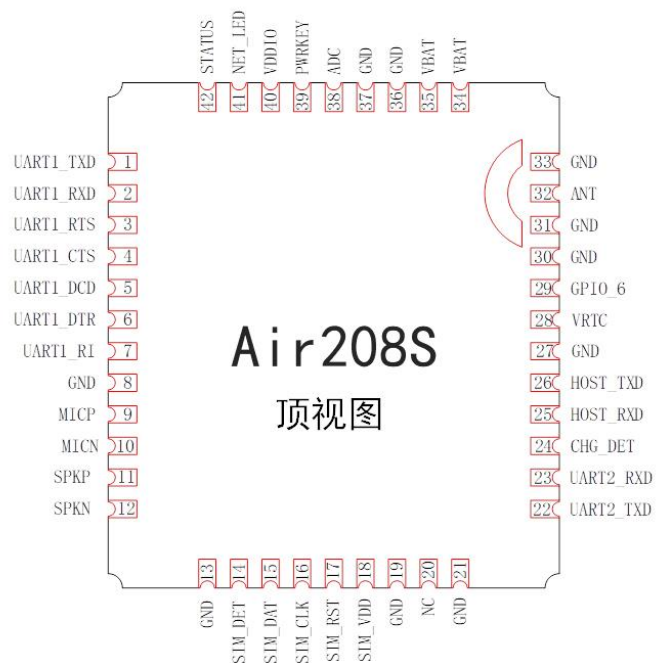 STATUS
NET_LED
VDDIO
PWRKEY
ADC
GND
GND
VBAT
VBAT
42
41
40
39
38
37
36
35
34
UART1_TXD 1
UART1_RXD 2
UART1_RTS 3
UART1_CTS 4
UART1_DCD 5
UART1_DTR 6
UART1_RI 7
GND 8
MICP 9
MICN 10
SPKP 11
SPKN 12
Air208S
顶视图
33 GND
32 ANT
31 GND
30 GND
29 GPIO_6
28 VRTC
27 GND
26 HOST_TXD
25 HOST_RXD
24 CHG_DET
23 UART2_RXD
22 UART2_TXD
13
14
15
16
17
18
19
20
21
GND
SIM_DET
SIM_DAT
SIM_CLK
SIM_RST
SIM_VDD
GND
NC
GND